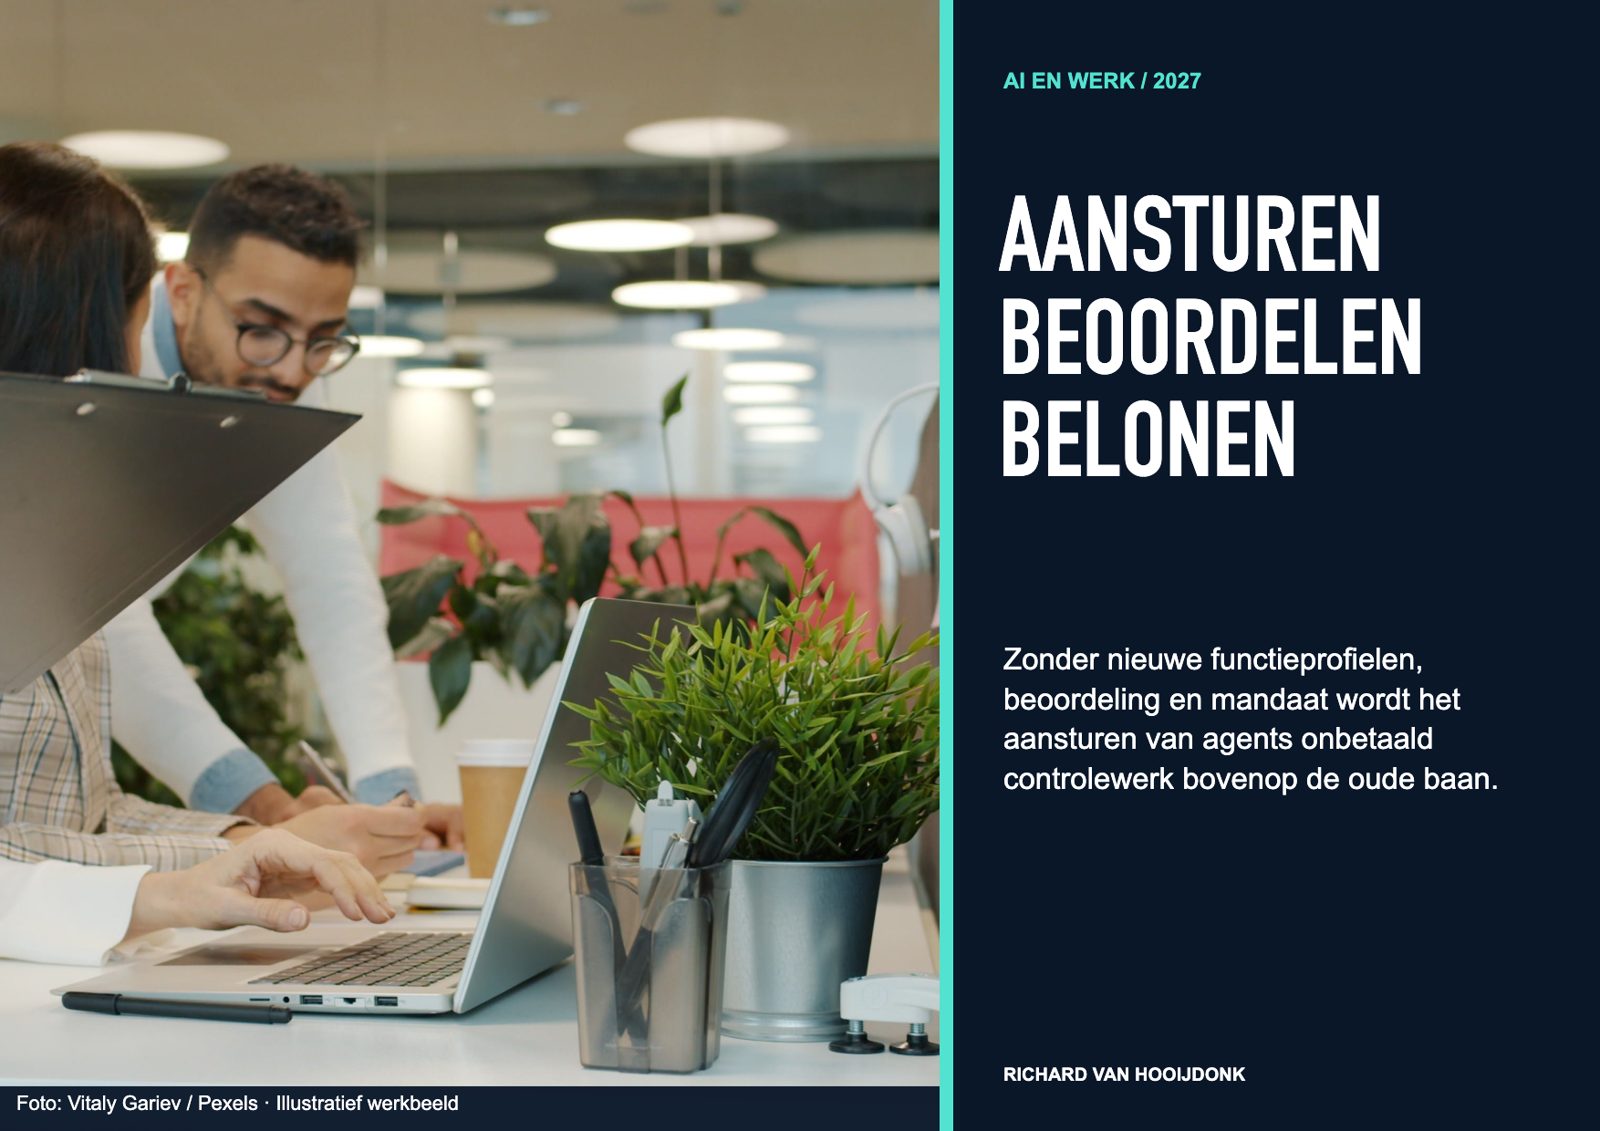 AI EN WERK / 2027
AANSTUREN
BEOORDELEN
BELONEN
Zonder nieuwe functieprofielen,
beoordeling en mandaat wordt het
aansturen van agents onbetaald
controlewerk bovenop de oude baan.
RICHARD VAN HOOIJDONK
Foto: Vitaly Gariev / Pexels · Illustratief werkbeeld